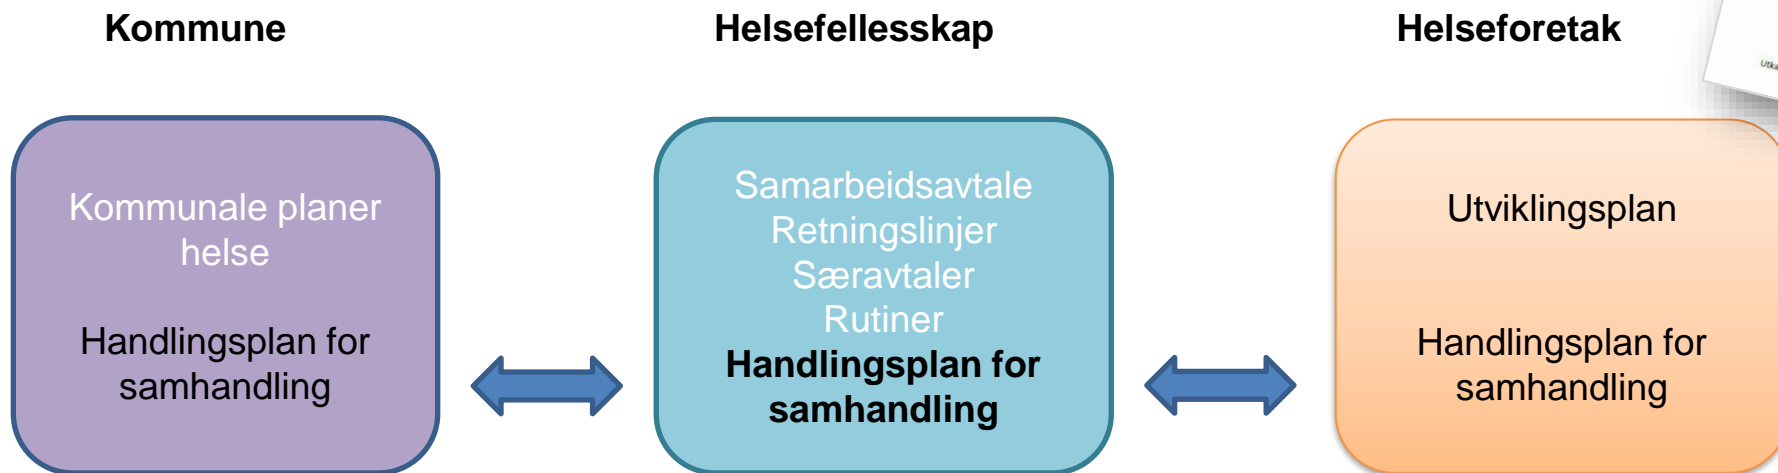 Kommune
Helsefellesskap
Helseforetak
Kommunale planer
helse
Handlingsplan for
samhandling
Samarbeidsavtale
Retningslinjer
Særavtaler
Rutiner
Handlingsplan for
samhandling
Utviklingsplan
Handlingsplan for
samhandling